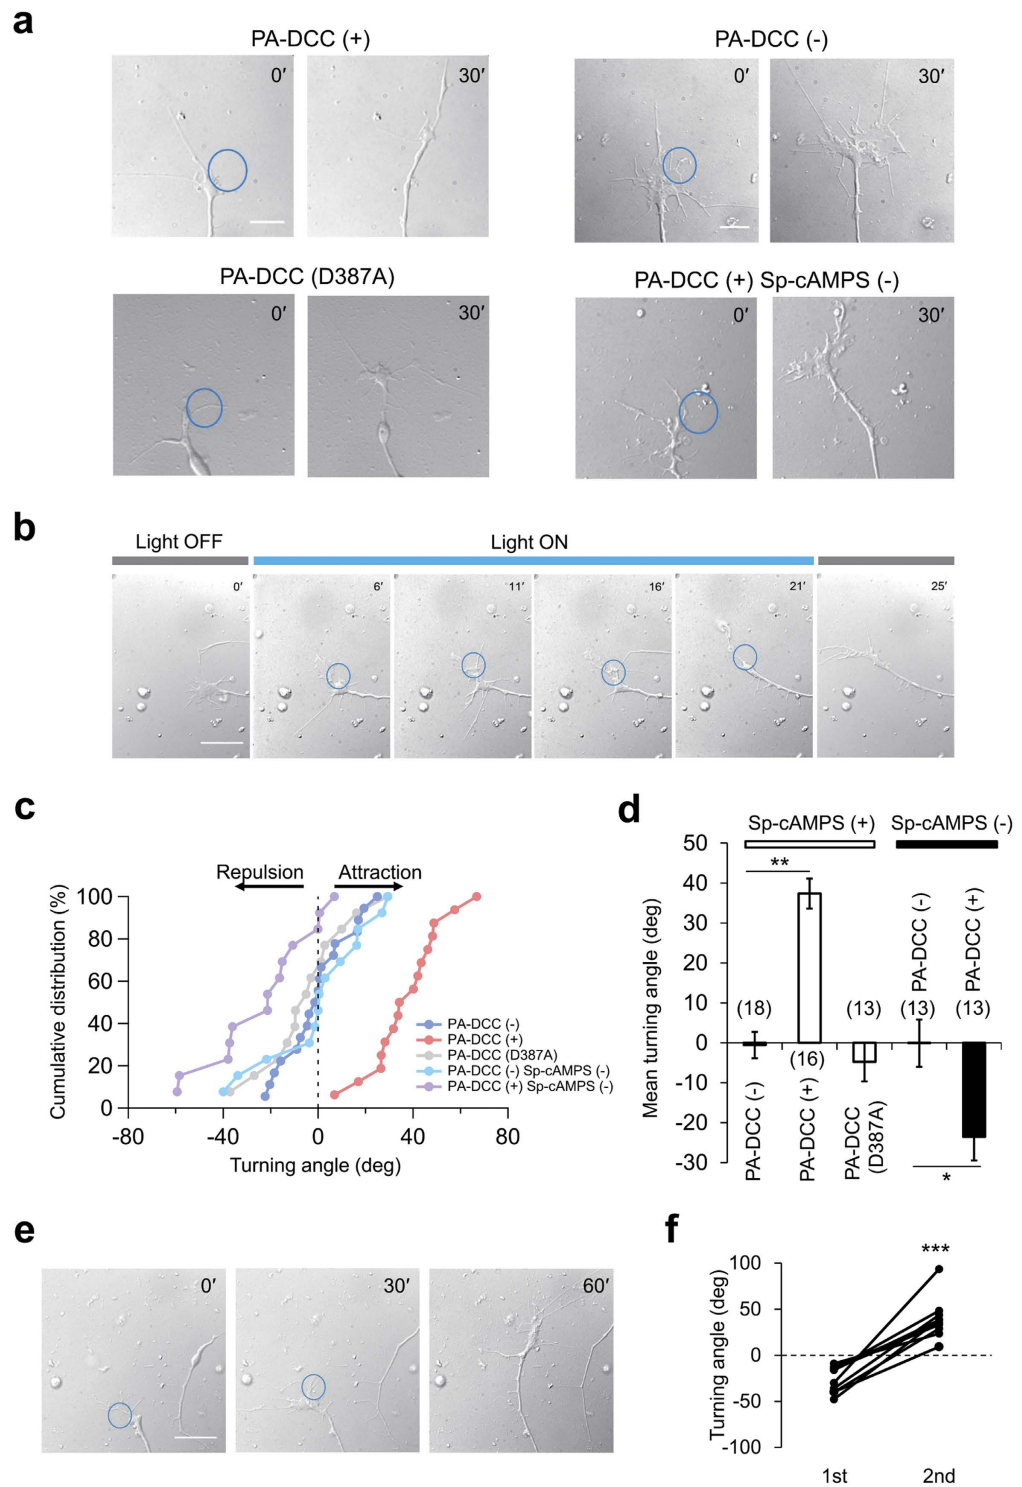 a
PA-DCC (+)
PA-DCC (-)
0′
30′
0′
30′
PA-DCC (D387A)
PA-DCC (+) Sp-cAMPS (-)
0′
30′
0′
30′
b
Light OFF
Light ON
0′
6′
11′
16′
21′
25′
c
Repulsion
Attraction
Cumulative distribution (%)
100
80
60
40
20
0
-80
-40
0
40
80
Turning angle (deg)
PA-DCC (-)
PA-DCC (+)
PA-DCC (D387A)
PA-DCC (-) Sp-cAMPS (-)
PA-DCC (+) Sp-cAMPS (-)
d
Sp-cAMPS (+)
Sp-cAMPS (-)
Mean turning angle (deg)
50
40
30
20
10
0
-10
-20
-30
**
(18)
(16)
(13)
(13)
(13)
PA-DCC (-)
PA-DCC (+)
PA-DCC
(D387A)
PA-DCC (-)
PA-DCC (+)
*
e
0′
30′
60′
f
***
Turning angle (deg)
100
50
0
-50
-100
1st
2nd